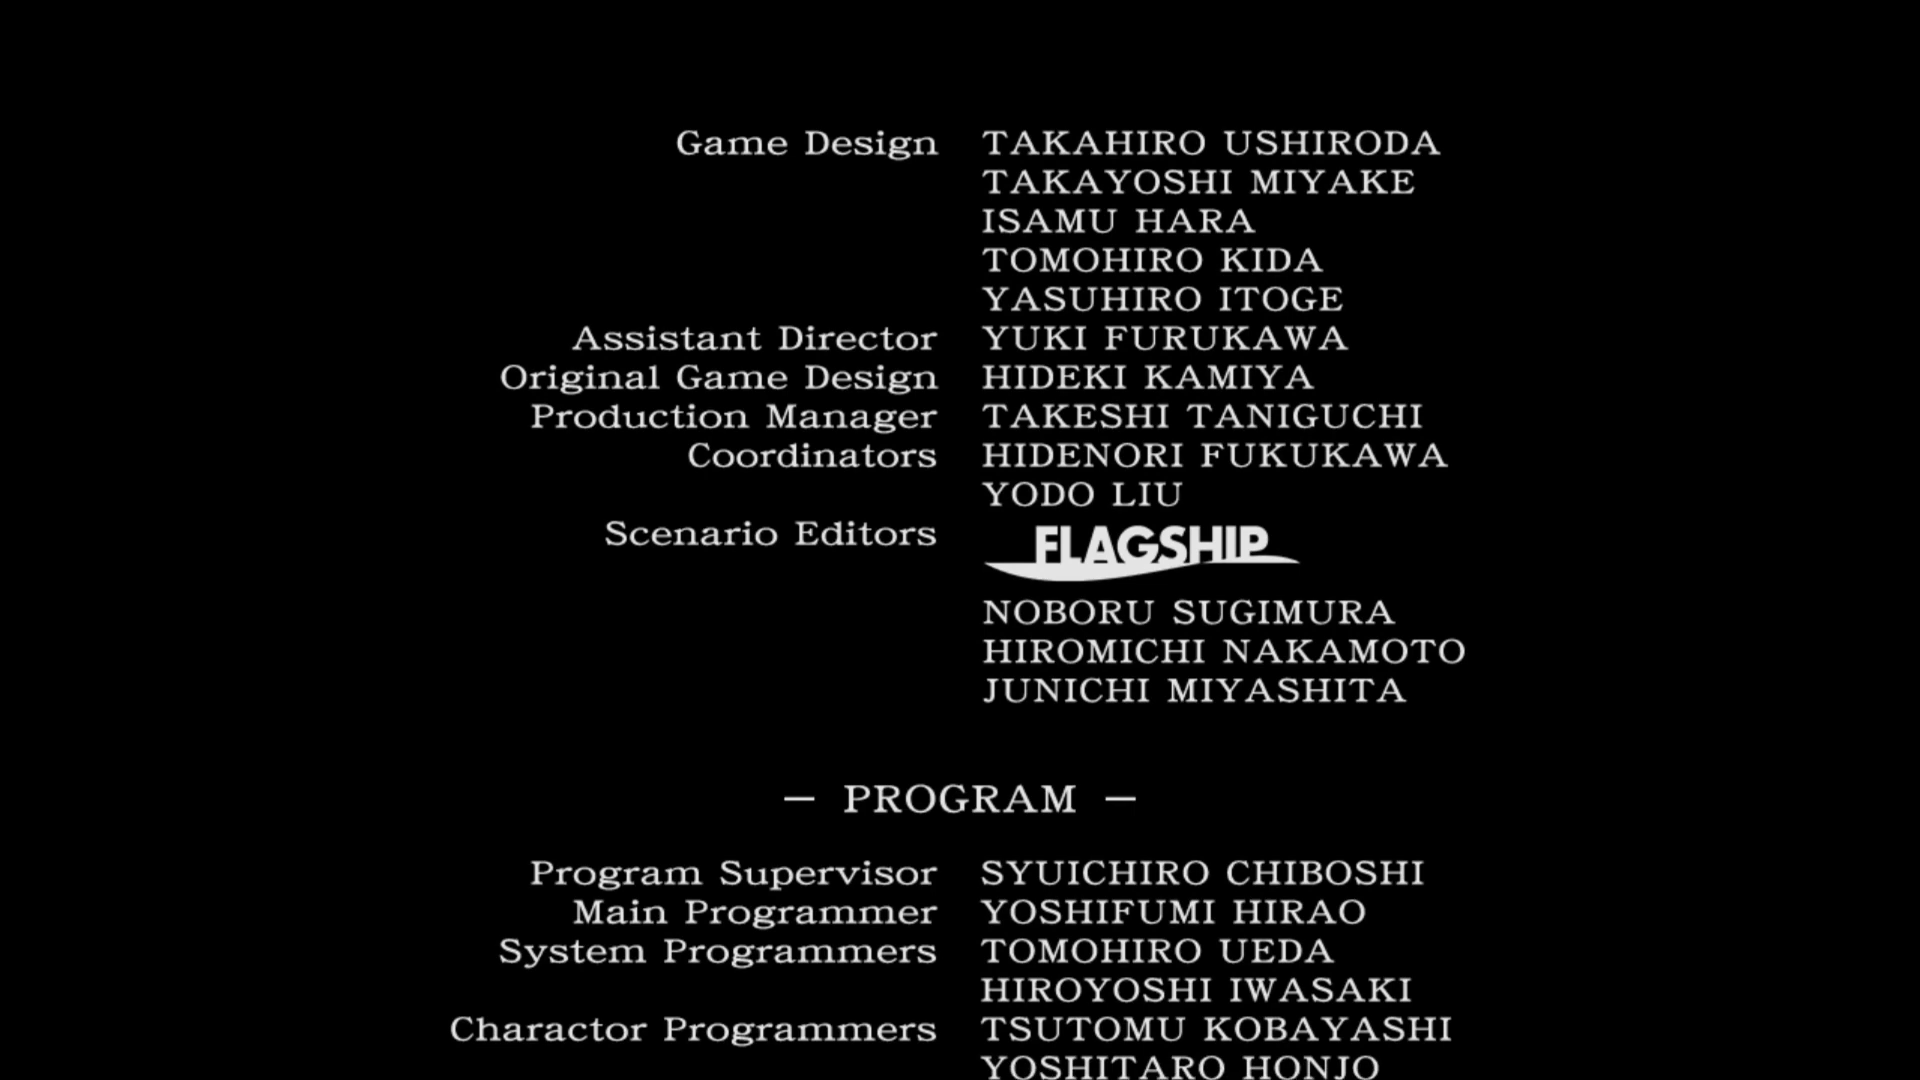 Game Design TAKAHIRO USHIRODA
TAKAYOSHI MIYAKE
ISAMU HARA
TOMOHIRO KIDA
YASUHIRO ITOGE
Assistant Director YUKI FURUKAWA
Original Game Design HIDEKI KAMIYA
Production Manager TAKESHI TANIGUCHI
Coordinators HIDENORI FUKUKAWA
YODO LIU
Scenario Editors FLAGSHIP
NOBORU SUGIMURA
HIROMICHI NAKAMOTO
JUNICHI MIYASHITA
— PROGRAM —
Program Supervisor SYUICHIRO CHIBOSHI
Main Programmer YOSHIFUMI HIRAO
System Programmers TOMOHIRO UEDA
HIROYOSHI IWASAKI
Charactor Programmers TSUTOMU KOBAYASHI
YOSHITARO HONJO